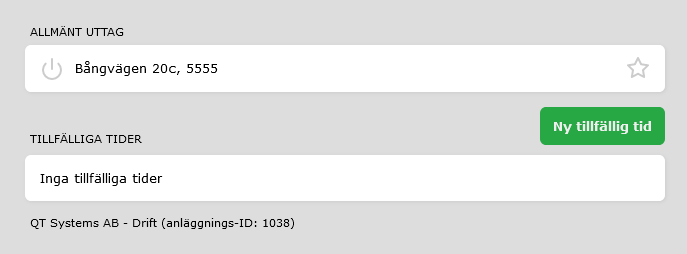 ALLMÄNT UTTAG
Bångvägen 20c, 5555
Ny tillfällig tid
TILLFÄLLIGA TIDER
Inga tillfälliga tider
QT Systems AB - Drift (anläggnings-ID: 1038)